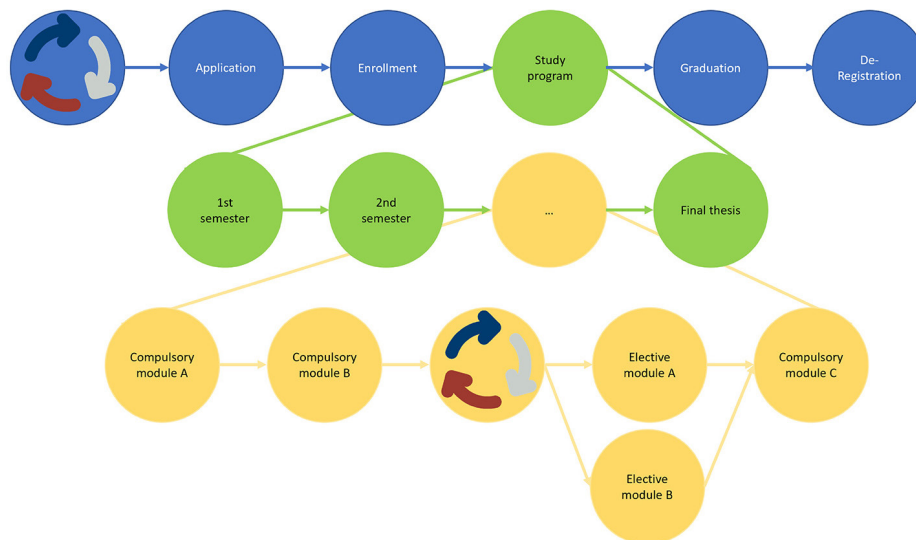 Application
Enrollment
Study
program
Graduation
De-
Registration
1st
semester
2nd
semester
...
Final thesis
Compulsory
module A
Compulsory
module B
Elective
module A
Compulsory
module C
Elective
module B